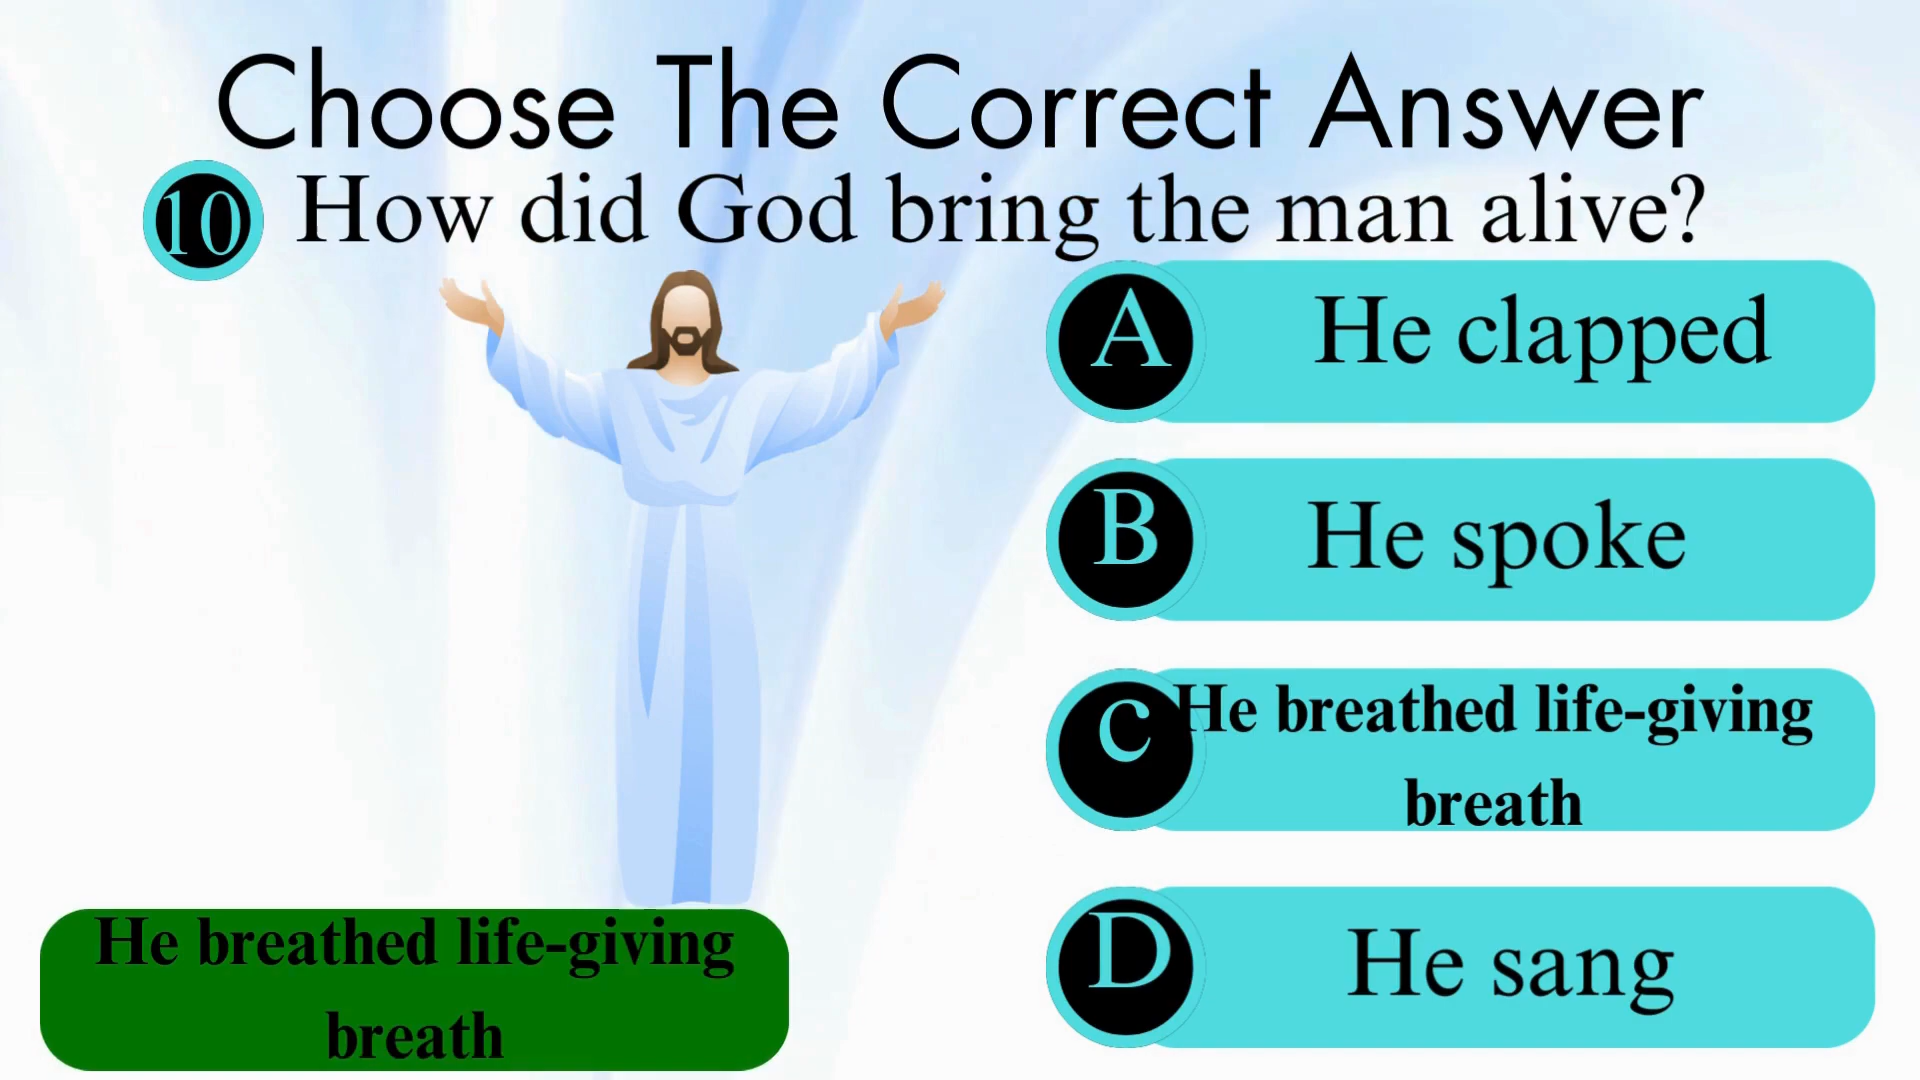 Choose The Correct Answer
10 How did God bring the man alive?
A He clapped
B He spoke
c He breathed life-giving
breath
D He sang
He breathed life-giving
breath